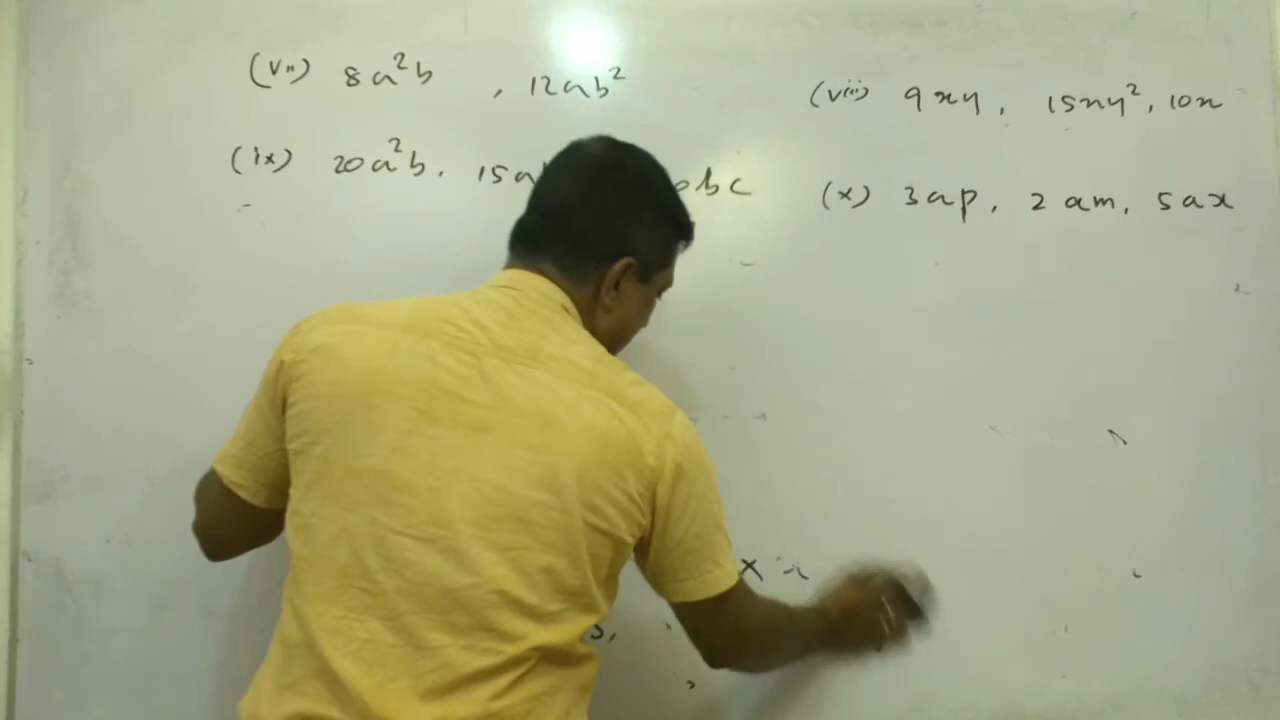 (vii) 8a²b , 12ab² (viii) 9xy, 15xy², 10x
(ix) 20a²b, 15a bc (x) 3ap, 2am, 5ax
x